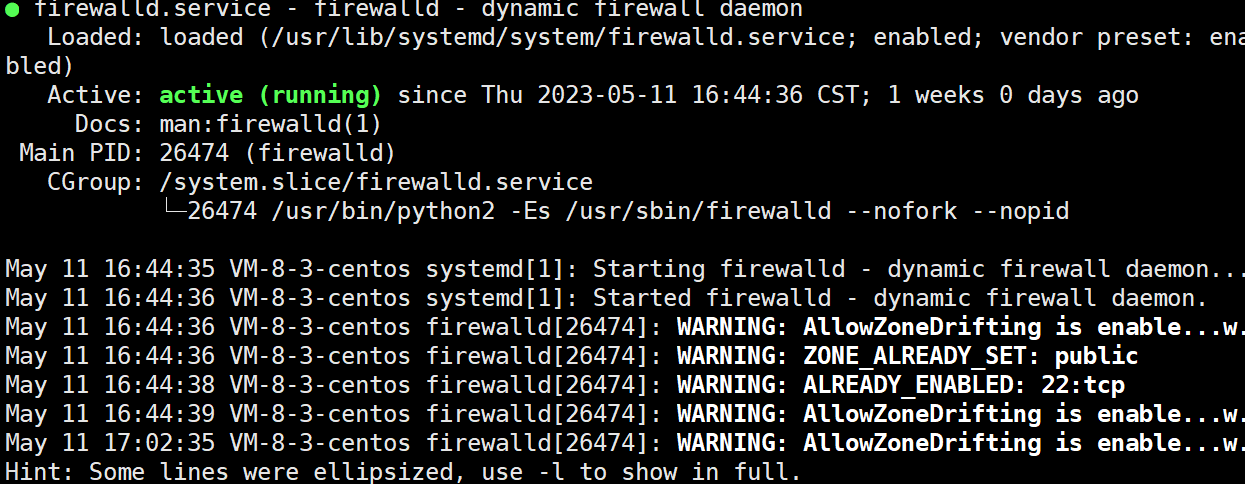 ● firewalld.service - firewalld - dynamic firewall daemon
   Loaded: loaded (/usr/lib/systemd/system/firewalld.service; enabled; vendor preset: ena
bled)
   Active: active (running) since Thu 2023-05-11 16:44:36 CST; 1 weeks 0 days ago
     Docs: man:firewalld(1)
 Main PID: 26474 (firewalld)
   CGroup: /system.slice/firewalld.service
           └─26474 /usr/bin/python2 -Es /usr/sbin/firewalld --nofork --nopid

May 11 16:44:35 VM-8-3-centos systemd[1]: Starting firewalld - dynamic firewall daemon...
May 11 16:44:36 VM-8-3-centos systemd[1]: Started firewalld - dynamic firewall daemon.
May 11 16:44:36 VM-8-3-centos firewalld[26474]: WARNING: AllowZoneDrifting is enable...w.
May 11 16:44:36 VM-8-3-centos firewalld[26474]: WARNING: ZONE_ALREADY_SET: public
May 11 16:44:38 VM-8-3-centos firewalld[26474]: WARNING: ALREADY_ENABLED: 22:tcp
May 11 16:44:39 VM-8-3-centos firewalld[26474]: WARNING: AllowZoneDrifting is enable...w.
May 11 17:02:35 VM-8-3-centos firewalld[26474]: WARNING: AllowZoneDrifting is enable...w.
Hint: Some lines were ellipsized, use -l to show in full.